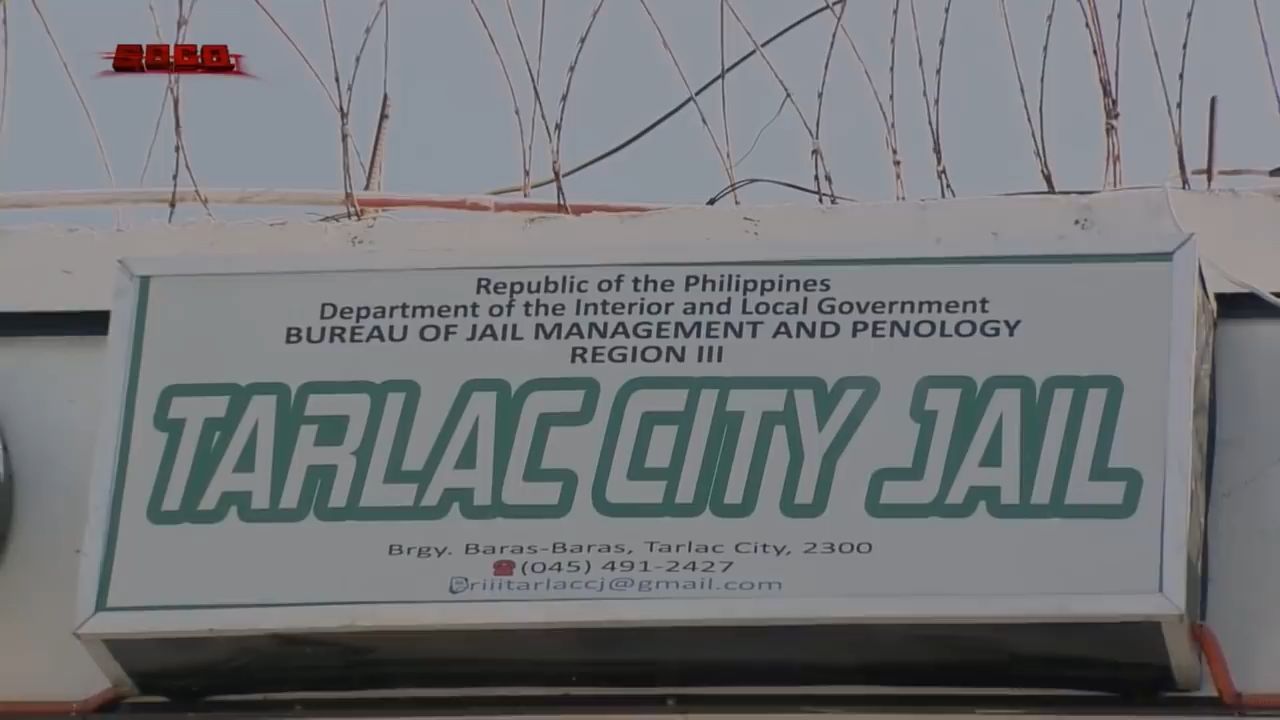 SOCO
Republic of the Philippines
Department of the Interior and Local Government
BUREAU OF JAIL MANAGEMENT AND PENOLOGY
REGION III
TARLAC CITY JAIL
Brgy. Baras-Baras, Tarlac City, 2300
(045) 491-2427
riiitarlaccj@gmail.com